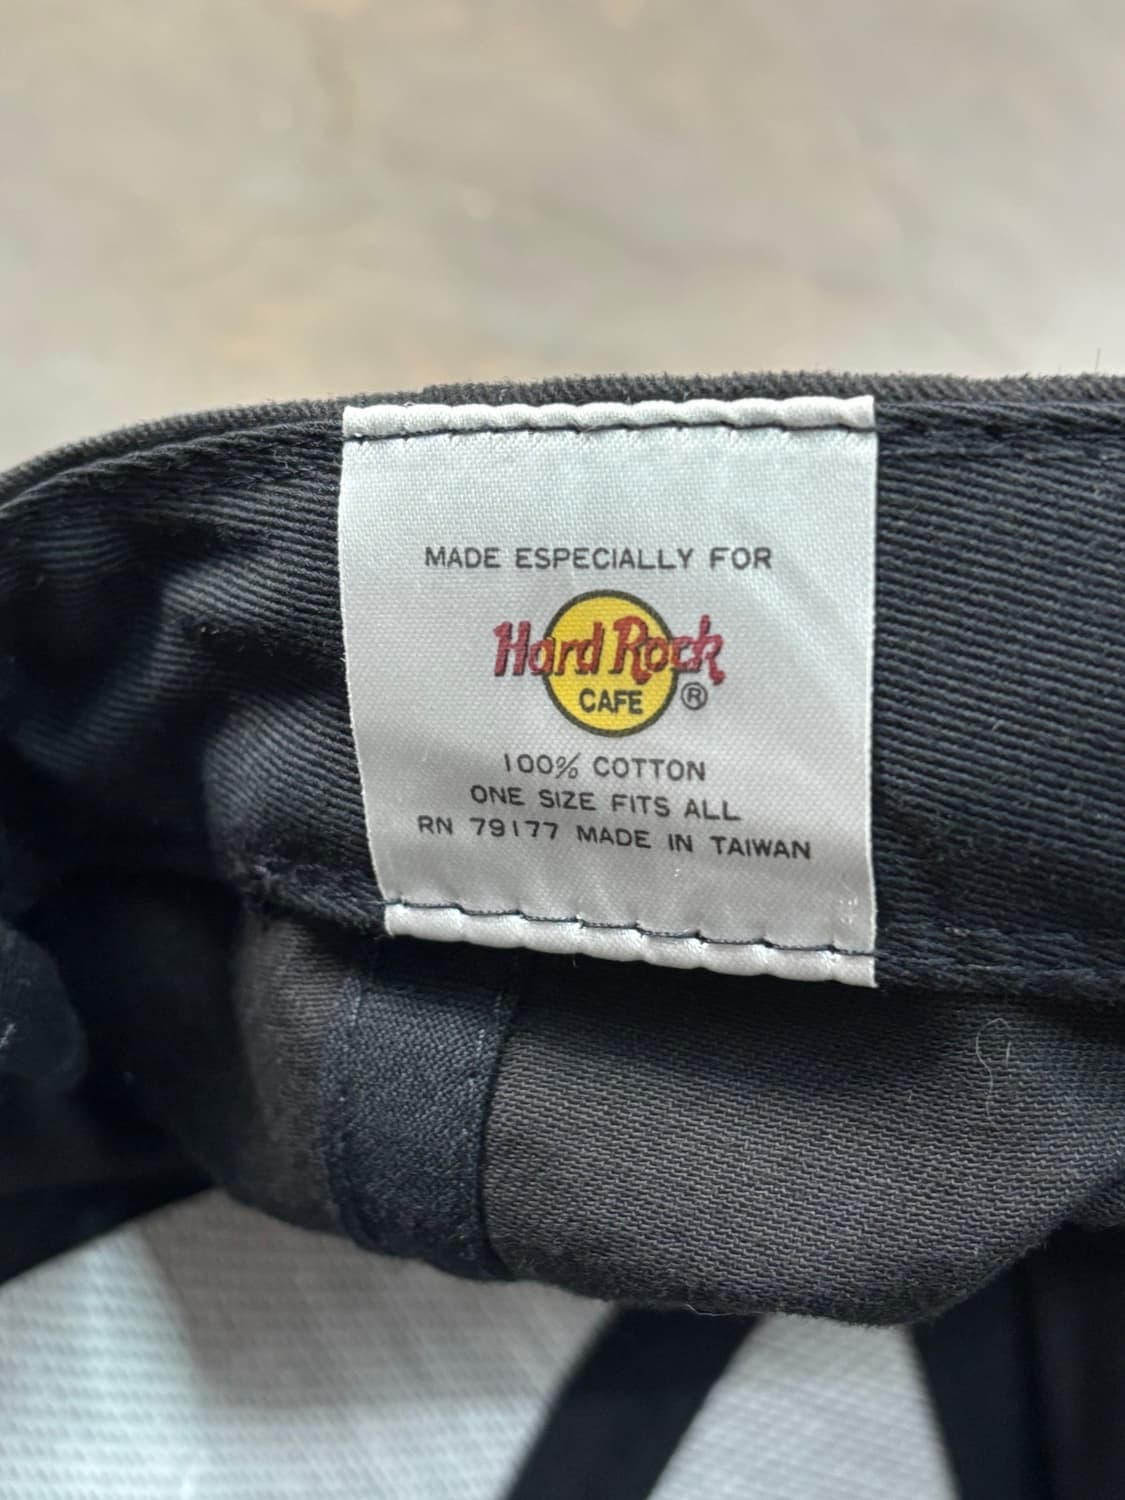 MADE ESPECIALLY FOR
Hard Rock
CAFE ®
100% COTTON
ONE SIZE FITS ALL
RN 79177 MADE IN TAIWAN